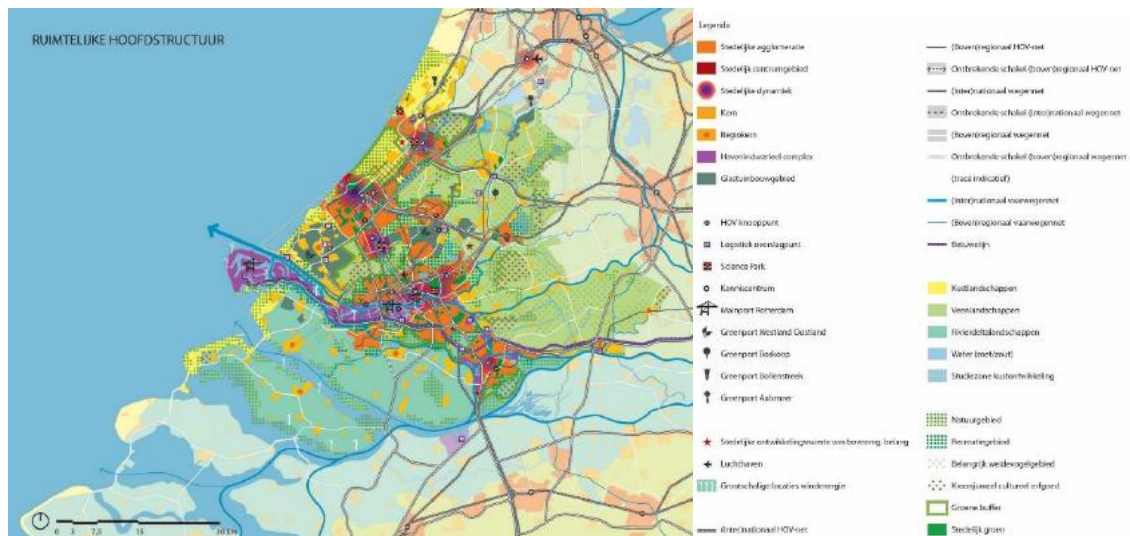 RUIMTELIJKE HOOFDSTRUCTUUR
0 3 7,5 15 30 km
Legenda
Stedelijke agglomeratie
Stedelijk centrumgebied
Stedelijke dynamiek
Kern
Regiokern
Havenindustrieel complex
Glastuinbouwgebied
HOV knooppunt
Logistiek overslagpunt
Science Park
Kenniscentrum
Mainport Rotterdam
Greenport Westland Oostland
Greenport Boskoop
Greenport Bollenstreek
Greenport Aalsmeer
Stedelijke ontwikkelingsruimte van bovenreg. belang
Luchthaven
Grootschalige locaties windenergie
(Inter)nationaal HOV-net
(Boven)regionaal HOV-net
Ontbrekende schakel (boven)regionaal HOV-net
(Inter)nationaal wegennet
Ontbrekende schakel (inter)nationaal wegennet
(Boven)regionaal wegennet
Ontbrekende schakel (boven)regionaal wegennet
(tracé indicatief)
(Inter)nationaal vaarwegennet
(Boven)regionaal vaarwegennet
Betuwelijn
Kustlandschappen
Veenlandschappen
Rivierdeltalandschappen
Water (zoet/zout)
Studiezone kustontwikkeling
Natuurgebied
Recreatiegebied
Belangrijk weidevogelgebied
Kroonjuweel cultureel erfgoed
Groene buffer
Stedelijk groen